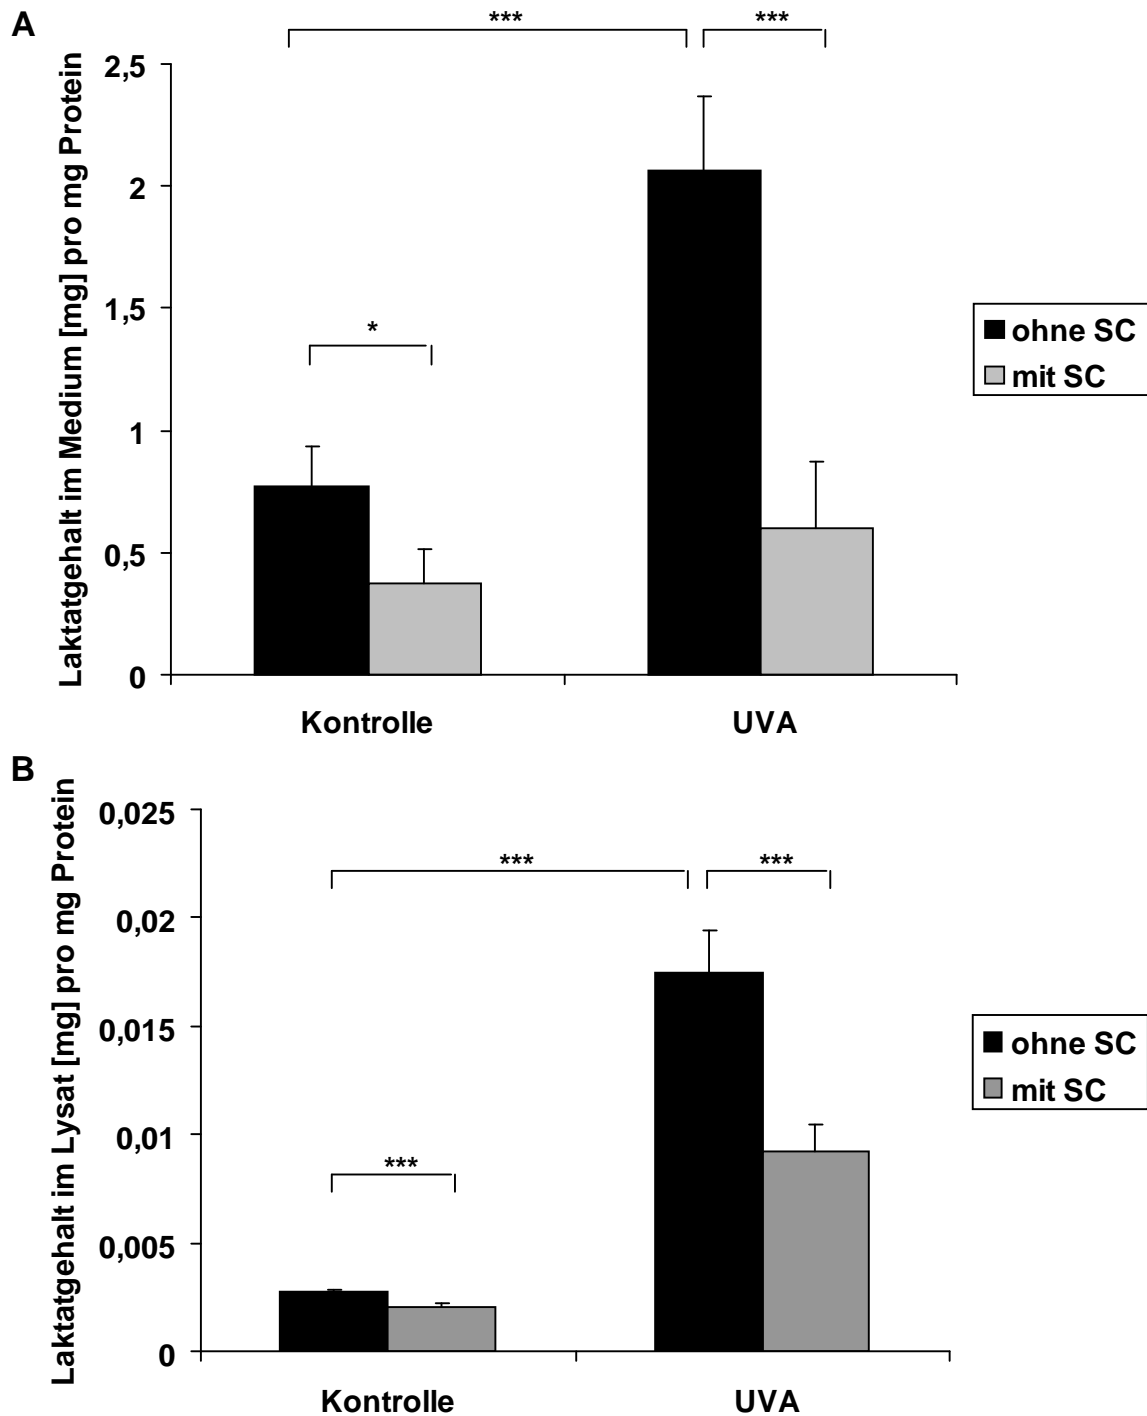 A
*** ***
Laktatgehalt im Medium [mg] pro mg Protein
2,5
2
1,5
*
1
0,5
0
Kontrolle UVA
ohne SC
mit SC
B
Laktatgehalt im Lysat [mg] pro mg Protein
0,025
*** ***
0,02
0,015
0,01
***
0,005
0
Kontrolle UVA
ohne SC
mit SC